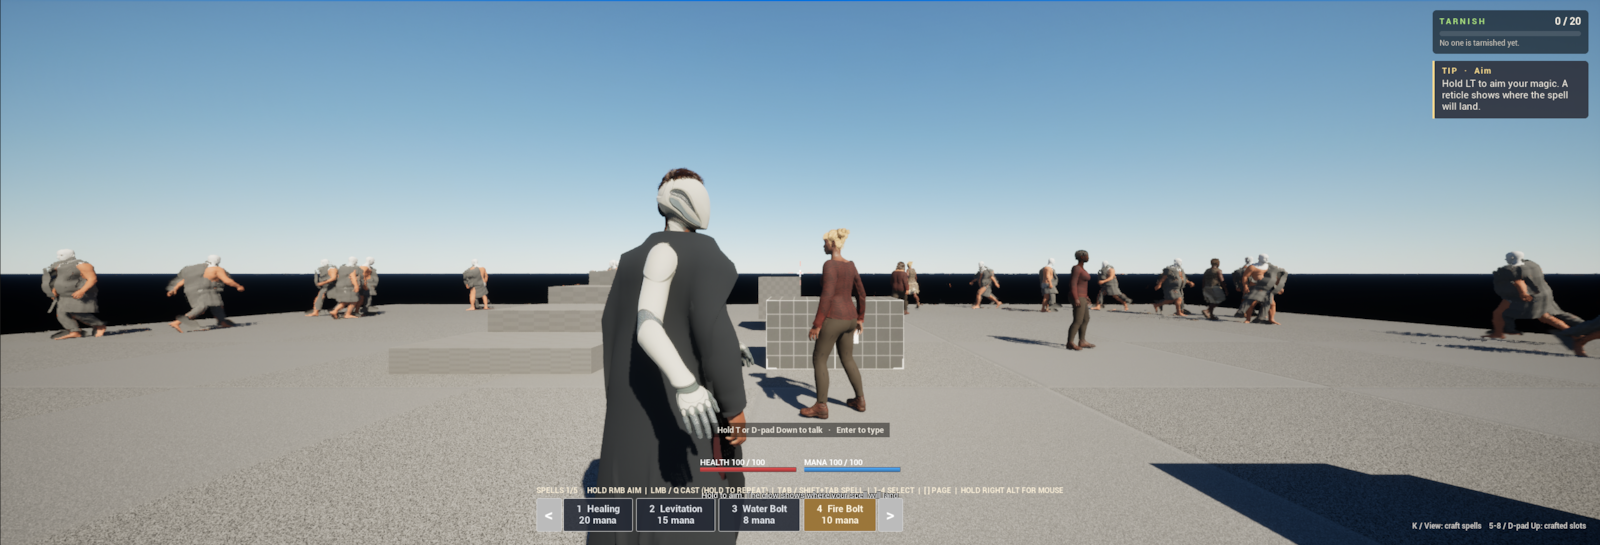 TARNISH 0 / 20
No one is tarnished yet.
TIP · Aim
Hold LT to aim your magic. A
reticle shows where the spell
will land.
Hold T or D-pad Down to talk · Enter to type
HEALTH 100 / 100 MANA 100 / 100
SPELLS 1/5 · HOLD RMB AIM | LMB / Q CAST (HOLD TO REPEAT) | TAB / SHIFT+TAB SPELL | 1-4 SELECT | [ ] PAGE | HOLD RIGHT ALT FOR MOUSE
Hold to aim
< 1 Healing 2 Levitation 3 Water Bolt 4 Fire Bolt >
20 mana 15 mana 8 mana 10 mana
K / View: craft spells 5-8 / D-pad Up: crafted slots